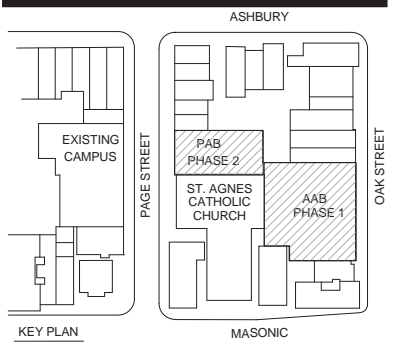 ASHBURY
EXISTING
CAMPUS
PAGE STREET
PAB
PHASE 2
ST. AGNES
CATHOLIC
CHURCH
AAB
PHASE 1
OAK STREET
KEY PLAN
MASONIC